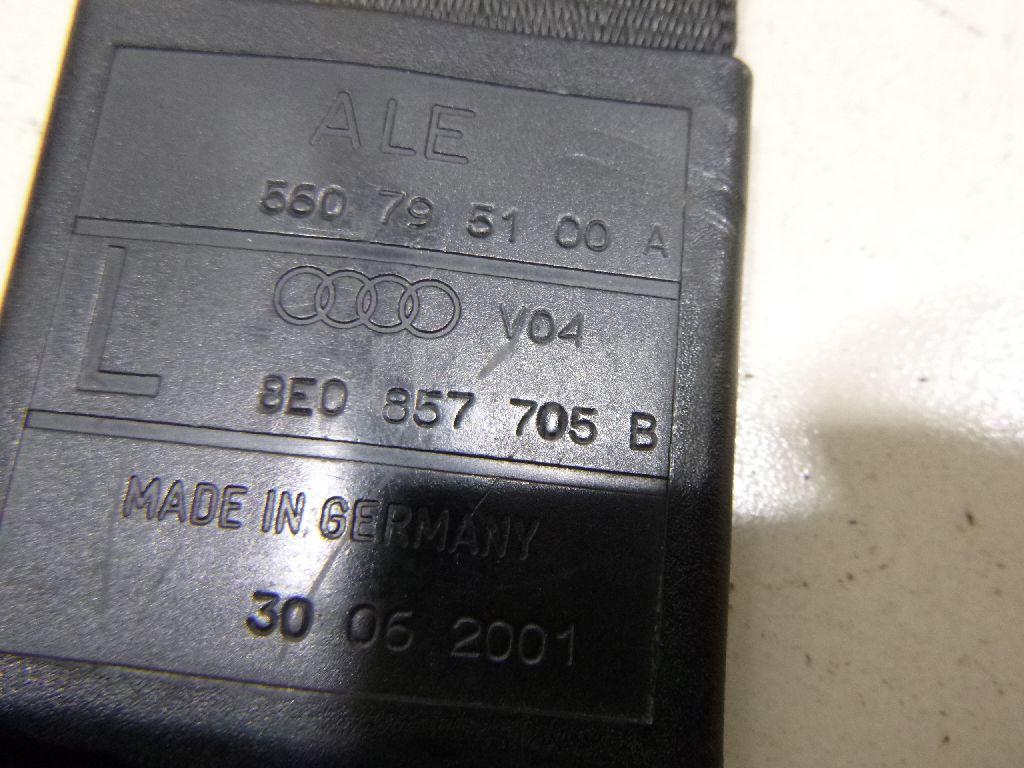 ALE
560 79 51 00 A
L
V04
8E0 857 705 B
MADE IN GERMANY
30 06 2001